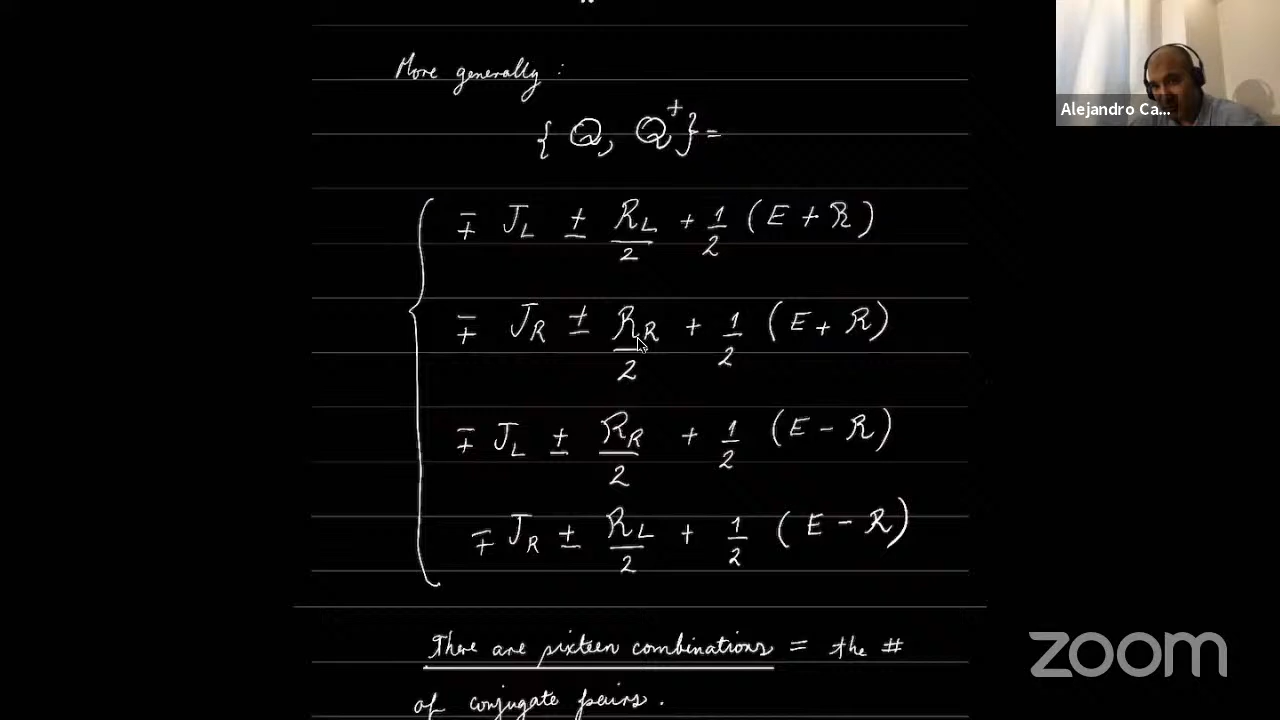 More generally :
{ Q, Q† } =
∓ J_L ± R_L/2 + 1/2 (E + R)
∓ J_R ± R_R/2 + 1/2 (E + R)
∓ J_L ± R_R/2 + 1/2 (E - R)
∓ J_R ± R_L/2 + 1/2 (E - R)
There are sixteen combinations = the #
of conjugate pairs.
Alejandro Ca...
zoom